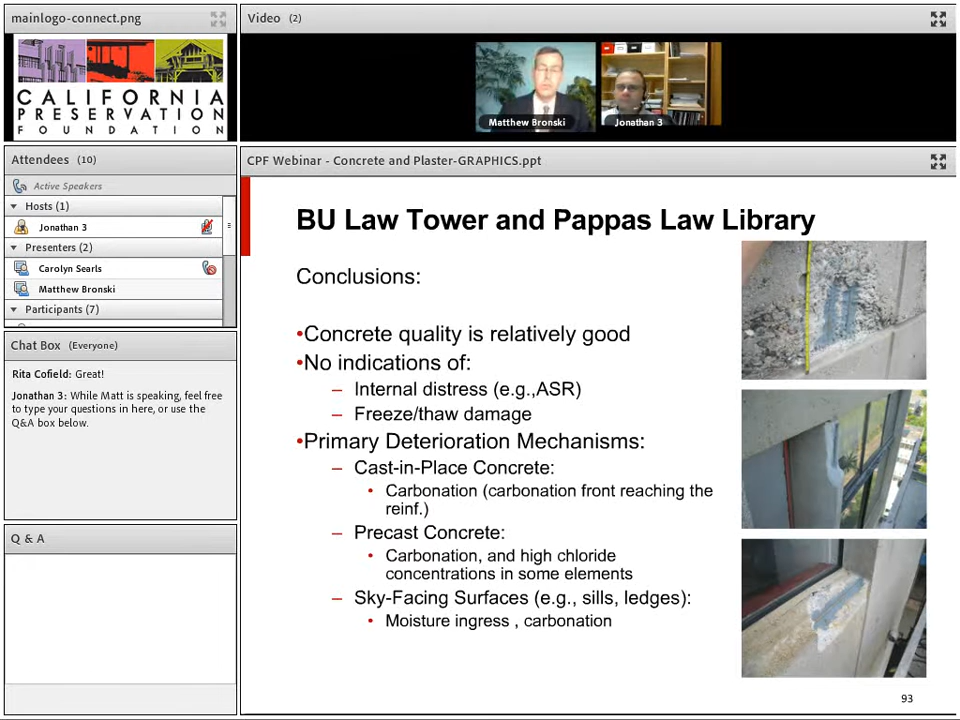 mainlogo-connect.png
CALIFORNIA
PRESERVATION
FOUNDATION
Video (2)
Matthew Bronski
Jonathan 3
Attendees (10)
Active Speakers
Hosts (1)
Jonathan 3
Presenters (2)
Carolyn Searls
Matthew Bronski
Participants (7)
Chat Box (Everyone)
Rita Cofield: Great!
Jonathan 3: While Matt is speaking, feel free
to type your questions in here, or use the
Q&A box below.
Q & A
CPF Webinar - Concrete and Plaster-GRAPHICS.ppt
BU Law Tower and Pappas Law Library
Conclusions:
•Concrete quality is relatively good
•No indications of:
– Internal distress (e.g.,ASR)
– Freeze/thaw damage
•Primary Deterioration Mechanisms:
– Cast-in-Place Concrete:
• Carbonation (carbonation front reaching the
reinf.)
– Precast Concrete:
• Carbonation, and high chloride
concentrations in some elements
– Sky-Facing Surfaces (e.g., sills, ledges):
• Moisture ingress , carbonation
93